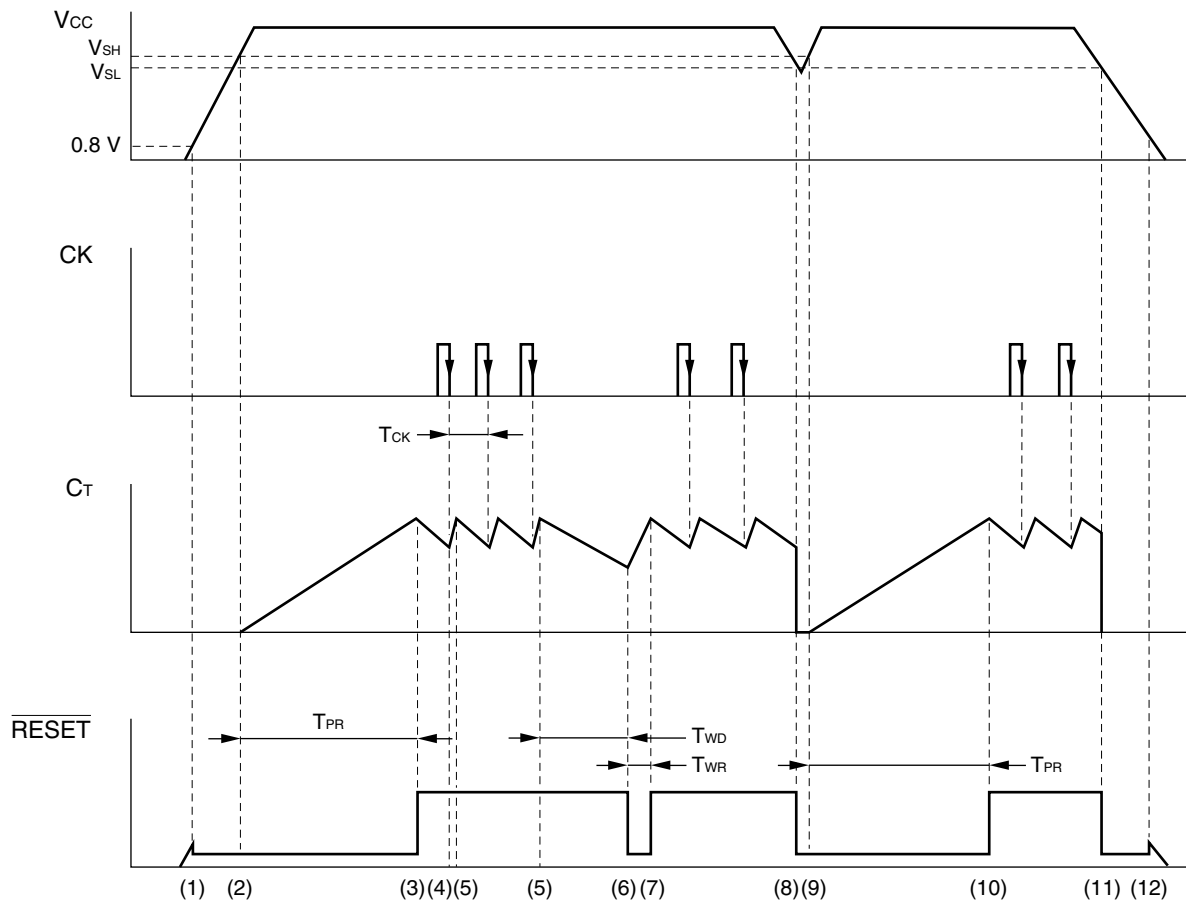 VCC
VSH
VSL
0.8 V
CK
TCK
CT
RESET
TPR
TWD
TWR
TPR
(1) (2) (3) (4) (5) (5) (6) (7) (8) (9) (10) (11) (12)